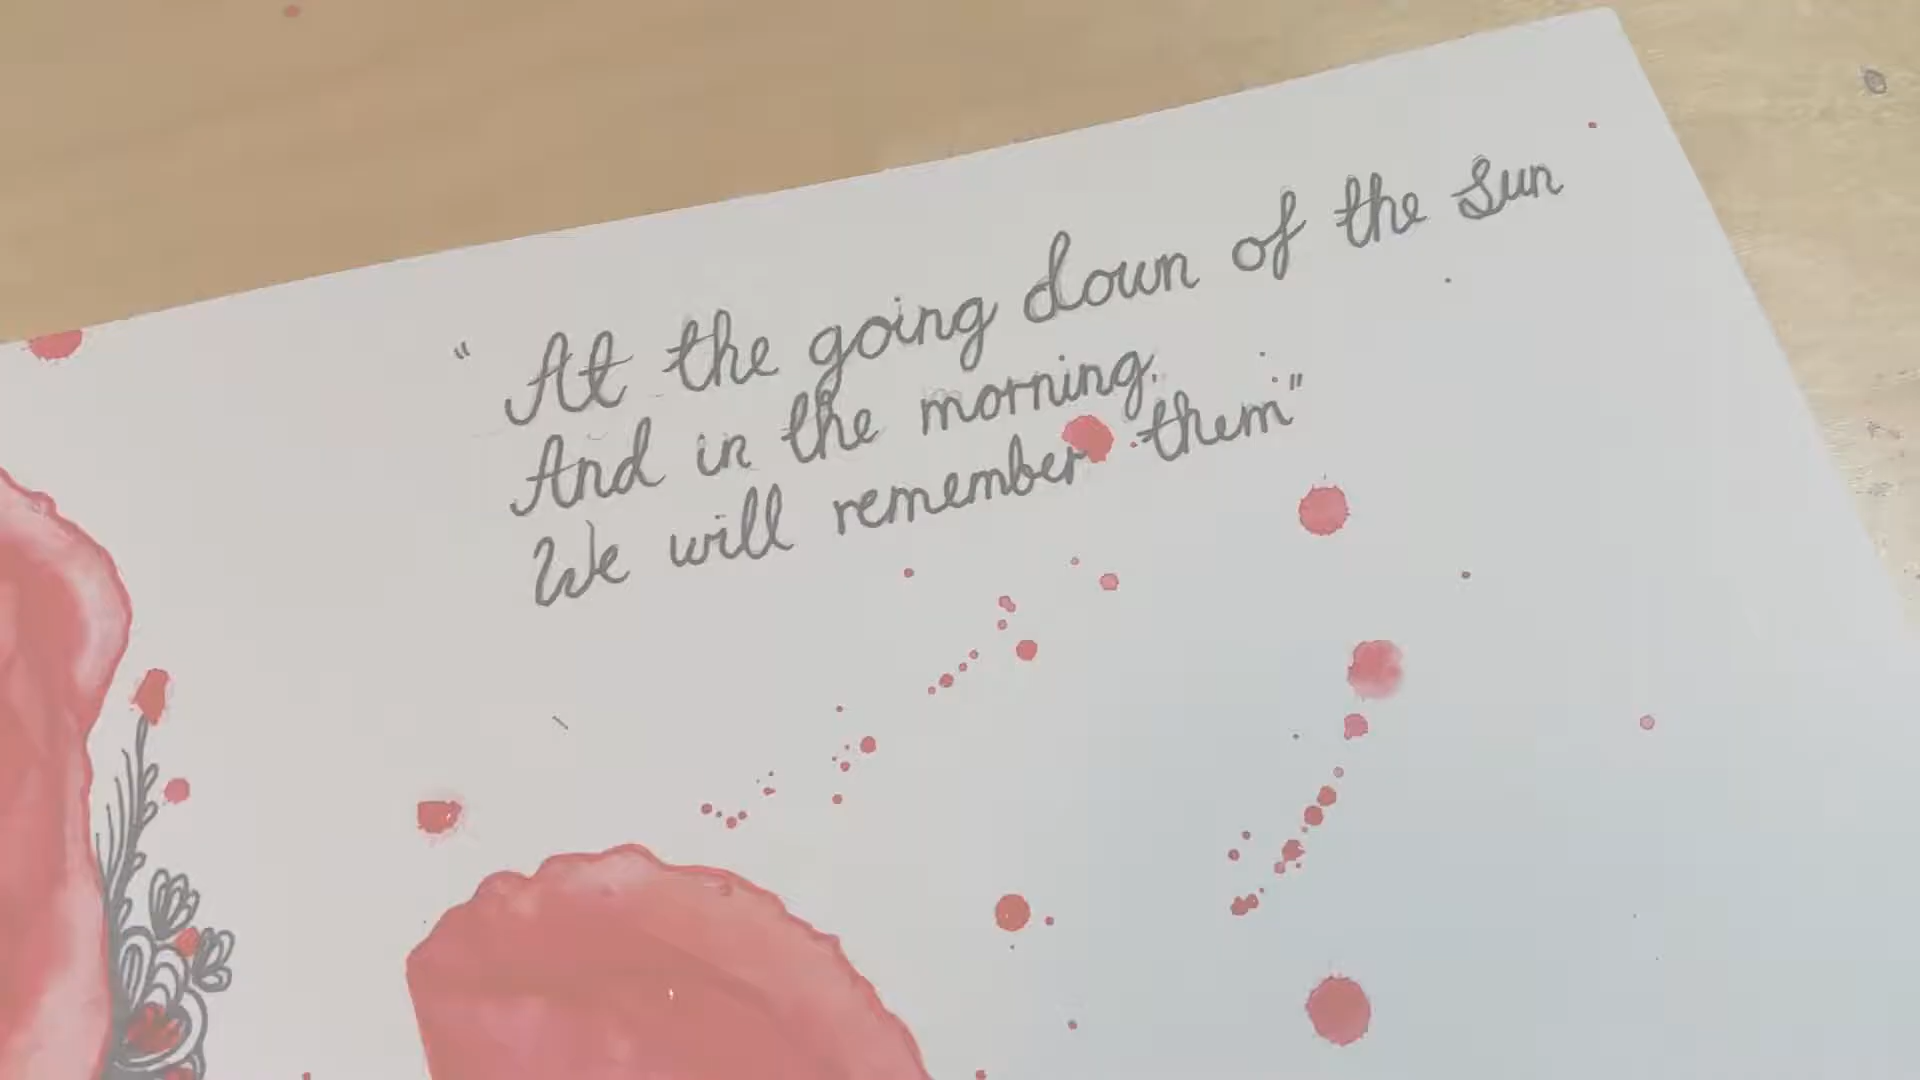 "At the going down of the Sun
And in the morning.
We will remember them"